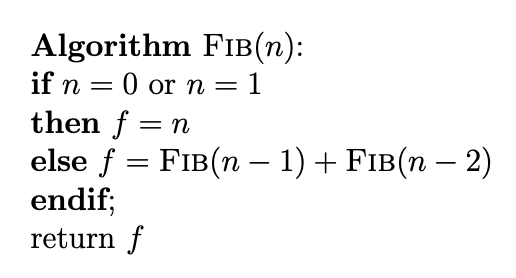 Algorithm FIB(n):
if n = 0 or n = 1
then f = n
else f = FIB(n − 1) + FIB(n − 2)
endif;
return f